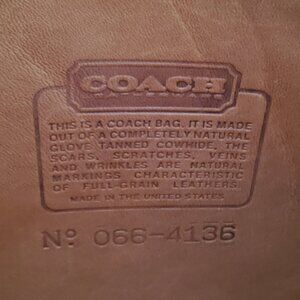 COACH
THIS IS A COACH BAG. IT IS MADE
OUT OF A COMPLETELY NATURAL
GLOVE TANNED COWHIDE, THE
SCARS, SCRATCHES, VEINS
AND WRINKLES ARE NATURAL
MARKINGS CHARACTERISTIC
OF FULL-GRAIN LEATHERS.
MADE IN THE UNITED STATES
Nº 066-4136